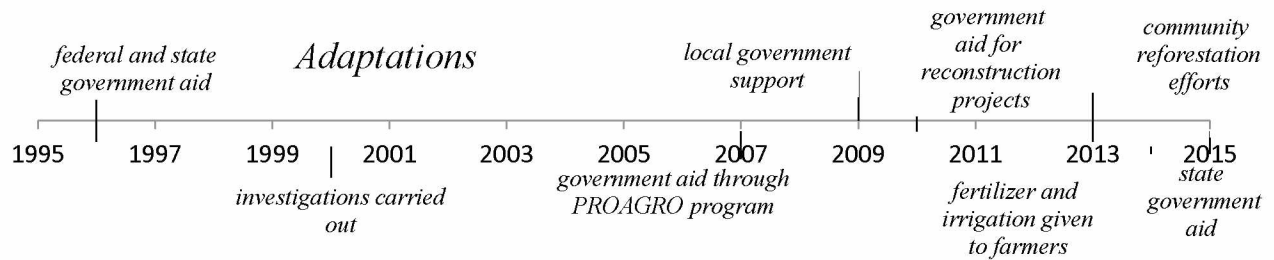 federal and state
government aid
Adaptations
local government
support
government
aid for
reconstruction
projects
community
reforestation
efforts
1995 1997 1999 2001 2003 2005 2007 2009 2011 2013 2015
investigations carried
out
government aid through
PROAGRO program
fertilizer and
irrigation given
to farmers
state
government
aid